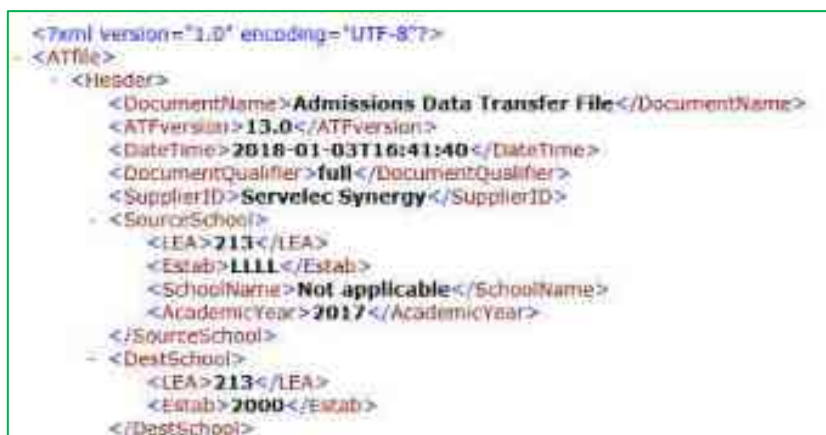 <?xml version="1.0" encoding="UTF-8"?>
- <ATfile>
- <Header>
<DocumentName>Admissions Data Transfer File</DocumentName>
<ATFversion>13.0</ATFversion>
<DateTime>2018-01-03T16:41:40</DateTime>
<DocumentQualifier>full</DocumentQualifier>
<SupplierID>Servelec Synergy</SupplierID>
- <SourceSchool>
<LEA>213</LEA>
<Estab>LLLL</Estab>
<SchoolName>Not applicable</SchoolName>
<AcademicYear>2017</AcademicYear>
</SourceSchool>
- <DestSchool>
<LEA>213</LEA>
<Estab>2000</Estab>
</DestSchool>